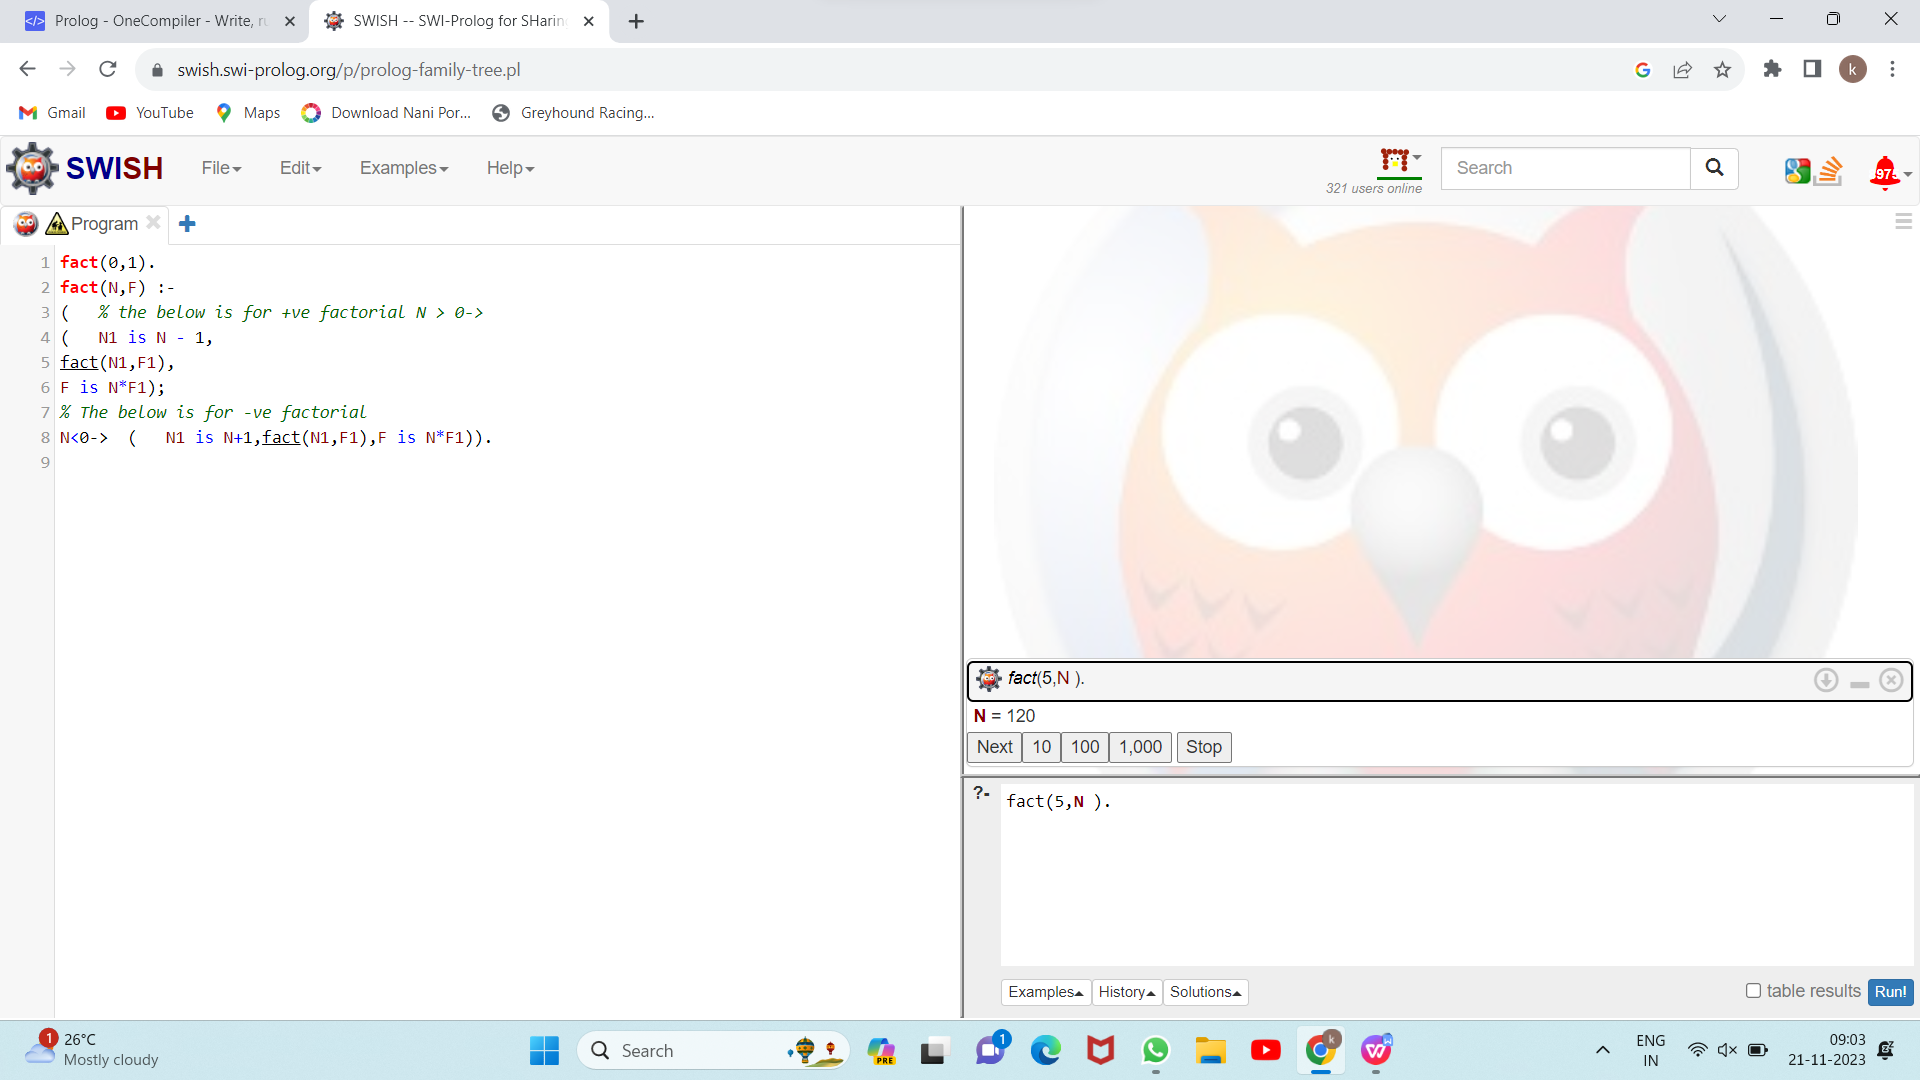 Prolog - OneCompiler - Write, ru
SWISH -- SWI-Prolog for SHaring
swish.swi-prolog.org/p/prolog-family-tree.pl
k
Gmail
YouTube
Maps
Download Nani Por...
Greyhound Racing...
SWISH
File
Edit
Examples
Help
321 users online
Search
Program
1 fact(0,1).
2 fact(N,F) :-
3 (   % the below is for +ve factorial N > 0->
4 (   N1 is N - 1,
5 fact(N1,F1),
6 F is N*F1);
7 % The below is for -ve factorial
8 N<0->  (   N1 is N+1,fact(N1,F1),F is N*F1)).
9
fact(5,N ).
N = 120
Next 10 100 1,000 Stop
?- fact(5,N ).
Examples History Solutions
table results Run!
1
26°C
Mostly cloudy
Search
PRE
1
k
ENG
IN
09:03
21-11-2023